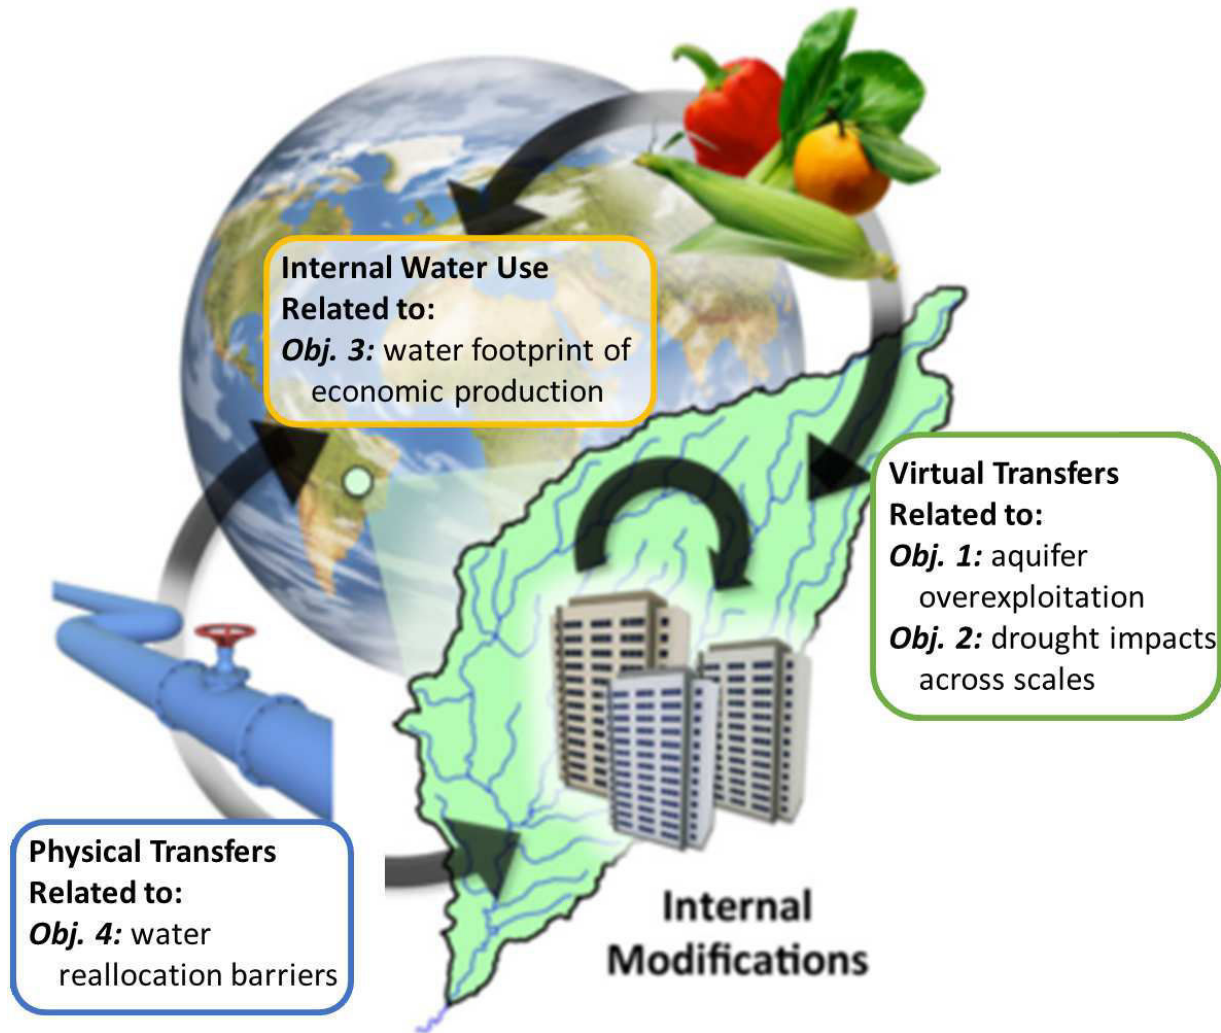 Internal Water Use
Related to:
Obj. 3: water footprint of
economic production
Virtual Transfers
Related to:
Obj. 1: aquifer
overexploitation
Obj. 2: drought impacts
across scales
Physical Transfers
Related to:
Obj. 4: water
reallocation barriers
Internal
Modifications